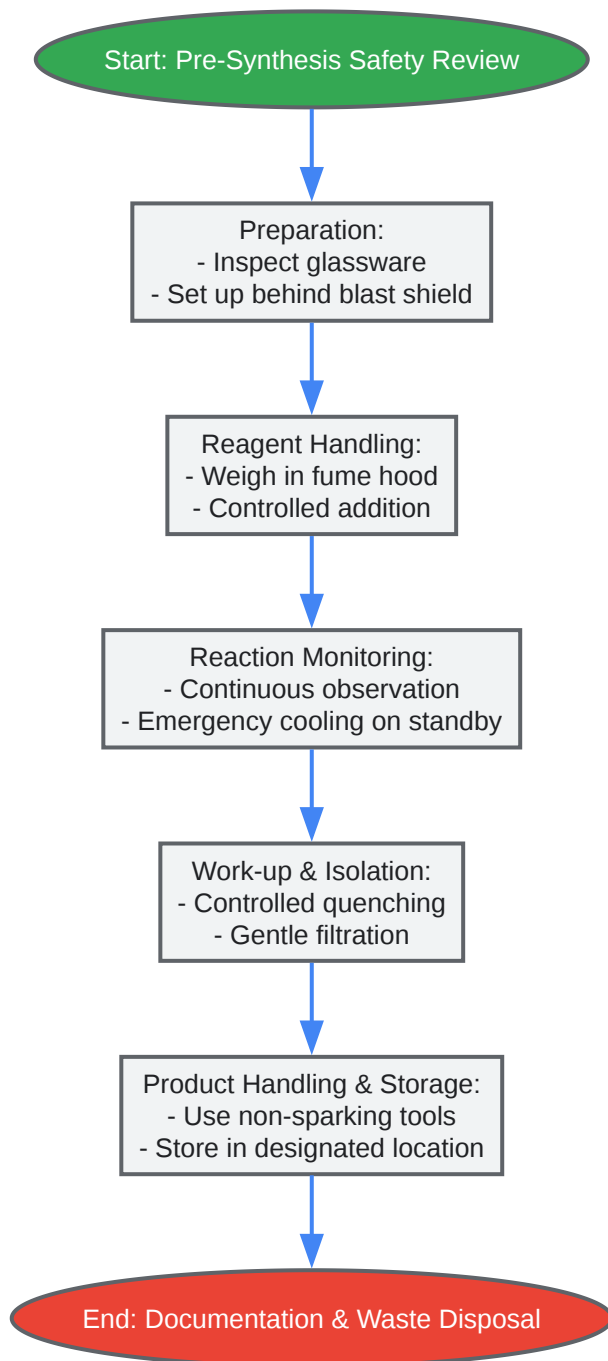 Start: Pre-Synthesis Safety Review
Preparation:
- Inspect glassware
- Set up behind blast shield
Reagent Handling:
- Weigh in fume hood
- Controlled addition
Reaction Monitoring:
- Continuous observation
- Emergency cooling on standby
Work-up & Isolation:
- Controlled quenching
- Gentle filtration
Product Handling & Storage:
- Use non-sparking tools
- Store in designated location
End: Documentation & Waste Disposal